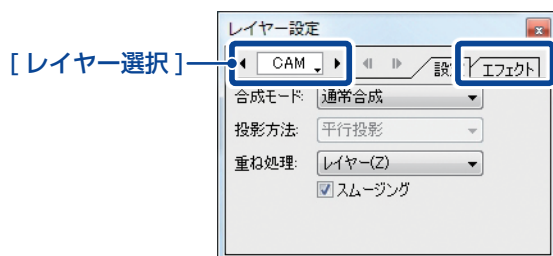 レイヤー設定
[ レイヤー選択 ]
CAM 設定 エフェクト
合成モード: 通常合成
投影方法: 平行投影
重ね処理: レイヤー(Z)
スムージング